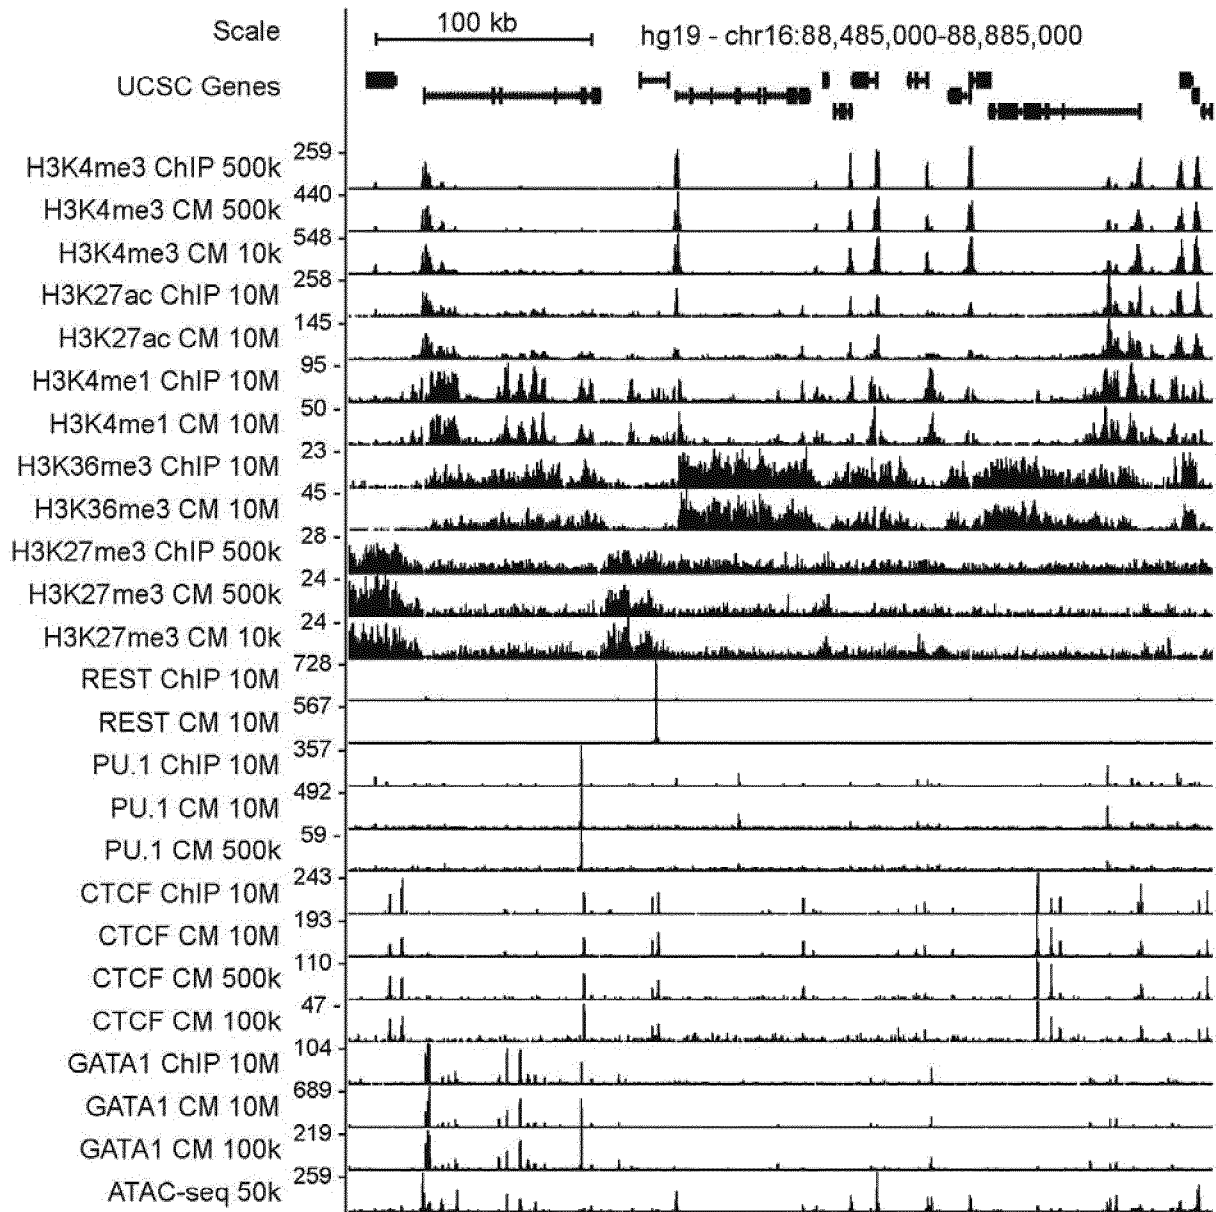 Scale 100 kb hg19 - chr16:88,485,000-88,885,000
UCSC Genes
H3K4me3 ChIP 500k 259
H3K4me3 CM 500k 440 -
H3K4me3 CM 10k 548 -
H3K27ac ChIP 10M 258
H3K27ac CM 10M 145 -
H3K4me1 ChIP 10M 95 -
H3K4me1 CM 10M 50 -
H3K36me3 ChIP 10M 23 -
H3K36me3 CM 10M 45 -
H3K27me3 ChIP 500k 28 -
H3K27me3 CM 500k 24 -
H3K27me3 CM 10k 24 -
REST ChIP 10M 728
REST CM 10M 567
PU.1 ChIP 10M 357
PU.1 CM 10M 492
PU.1 CM 500k 59 -
CTCF ChIP 10M 243
CTCF CM 10M 193
CTCF CM 500k 110
CTCF CM 100k 47 -
GATA1 ChIP 10M 104
GATA1 CM 10M 689
GATA1 CM 100k 219
ATAC-seq 50k 259